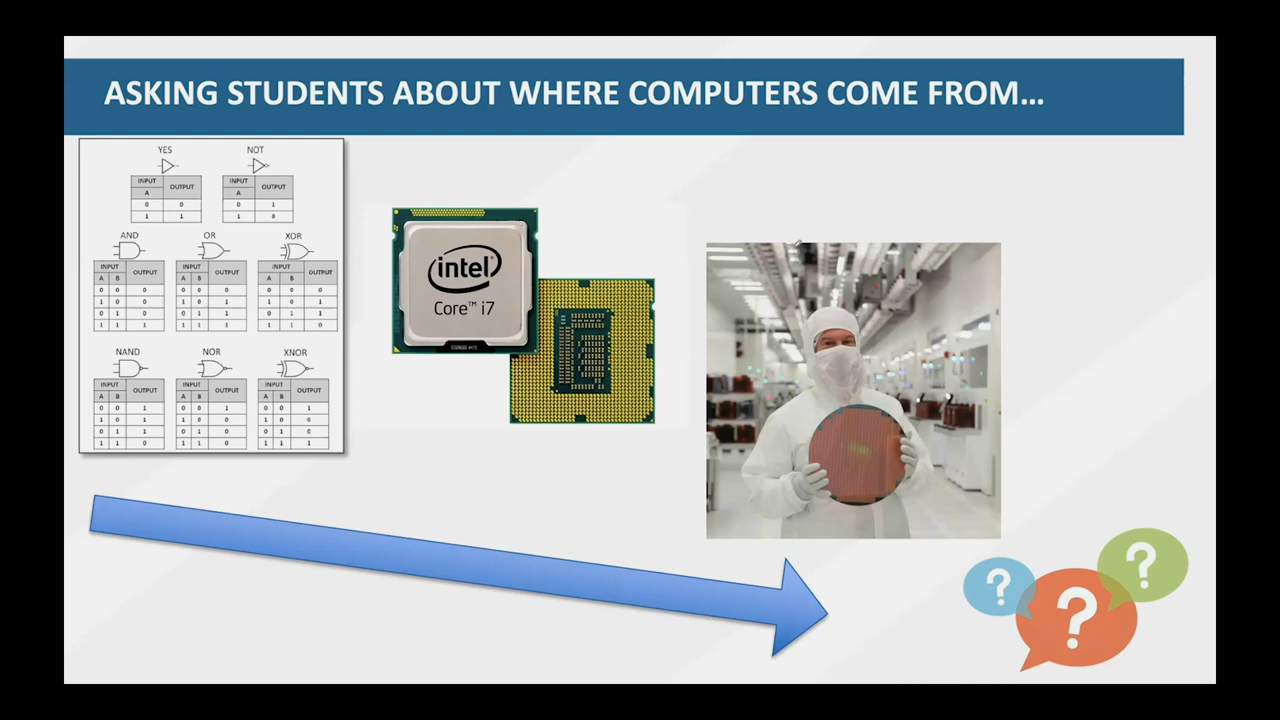 ASKING STUDENTS ABOUT WHERE COMPUTERS COME FROM...
YES NOT
INPUT OUTPUT INPUT OUTPUT
A A
0 0 0 1
1 1 1 0
AND OR XOR
INPUT OUTPUT INPUT OUTPUT INPUT OUTPUT
A B A B A B
0 0 0 0 0 0 0 0 0
1 0 0 1 0 1 1 0 1
0 1 0 0 1 1 0 1 1
1 1 1 1 1 1 1 1 0
NAND NOR XNOR
INPUT OUTPUT INPUT OUTPUT INPUT OUTPUT
A B A B A B
0 0 1 0 0 1 0 0 1
1 0 1 1 0 0 1 0 0
0 1 1 0 1 0 0 1 0
1 1 0 1 1 0 1 1 1
intel
Core™ i7
? ? ?